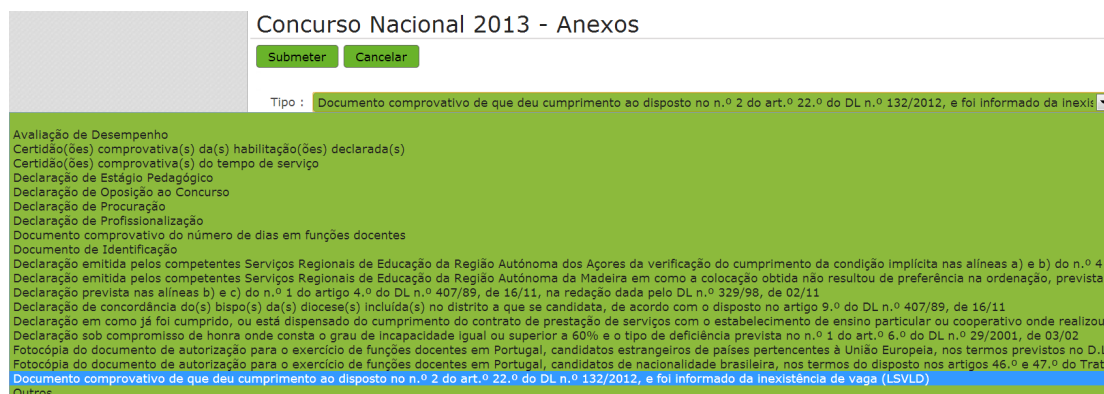 Concurso Nacional 2013 - Anexos
Submeter Cancelar
Tipo : Documento comprovativo de que deu cumprimento ao disposto no n.º 2 do art.º 22.º do DL n.º 132/2012, e foi informado da inexis
Avaliação de Desempenho
Certidão(ões) comprovativa(s) da(s) habilitação(ões) declarada(s)
Certidão(ões) comprovativa(s) do tempo de serviço
Declaração de Estágio Pedagógico
Declaração de Oposição ao Concurso
Declaração de Procuração
Declaração de Profissionalização
Documento comprovativo do número de dias em funções docentes
Documento de Identificação
Declaração emitida pelos competentes Serviços Regionais de Educação da Região Autónoma dos Açores da verificação do cumprimento da condição implícita nas alíneas a) e b) do n.º 4
Declaração emitida pelos competentes Serviços Regionais de Educação da Região Autónoma da Madeira em como a colocação obtida não resultou de preferência na ordenação, prevista
Declaração prevista nas alíneas b) e c) do n.º 1 do artigo 4.º do DL n.º 407/89, de 16/11, na redação dada pelo DL n.º 329/98, de 02/11
Declaração de concordância do(s) bispo(s) da(s) diocese(s) incluída(s) no distrito a que se candidata, de acordo com o disposto no artigo 9.º do DL n.º 407/89, de 16/11
Declaração em como já foi cumprido, ou está dispensado do cumprimento do contrato de prestação de serviços com o estabelecimento de ensino particular ou cooperativo onde realizou
Declaração sob compromisso de honra onde consta o grau de incapacidade igual ou superior a 60% e o tipo de deficiência prevista no n.º 1 do art.º 6.º do DL n.º 29/2001, de 03/02
Fotocópia do documento de autorização para o exercício de funções docentes em Portugal, candidatos estrangeiros de países pertencentes à União Europeia, nos termos previstos no D.L
Fotocópia do documento de autorização para o exercício de funções docentes em Portugal, candidatos de nacionalidade brasileira, nos termos do disposto nos artigos 46.º e 47.º do Trat
Documento comprovativo de que deu cumprimento ao disposto no n.º 2 do art.º 22.º do DL n.º 132/2012, e foi informado da inexistência de vaga (LSVLD)
Outros